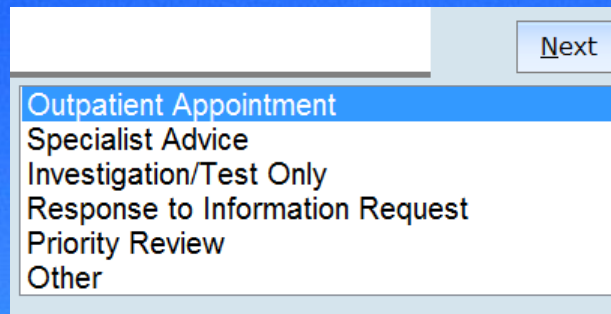 Next
Outpatient Appointment
Specialist Advice
Investigation/Test Only
Response to Information Request
Priority Review
Other